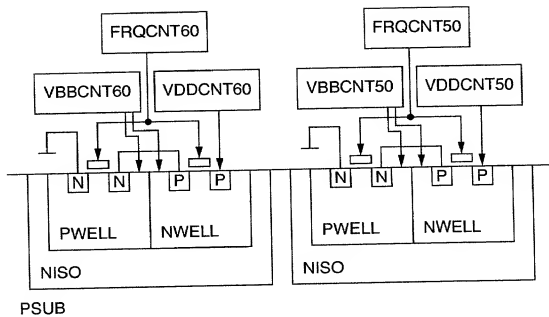 FRQCNT60 FRQCNT50
VBBCNT60 VDDCNT60 VBBCNT50 VDDCNT50
N N P P N N P P
PWELL NWELL PWELL NWELL
NISO NISO
PSUB